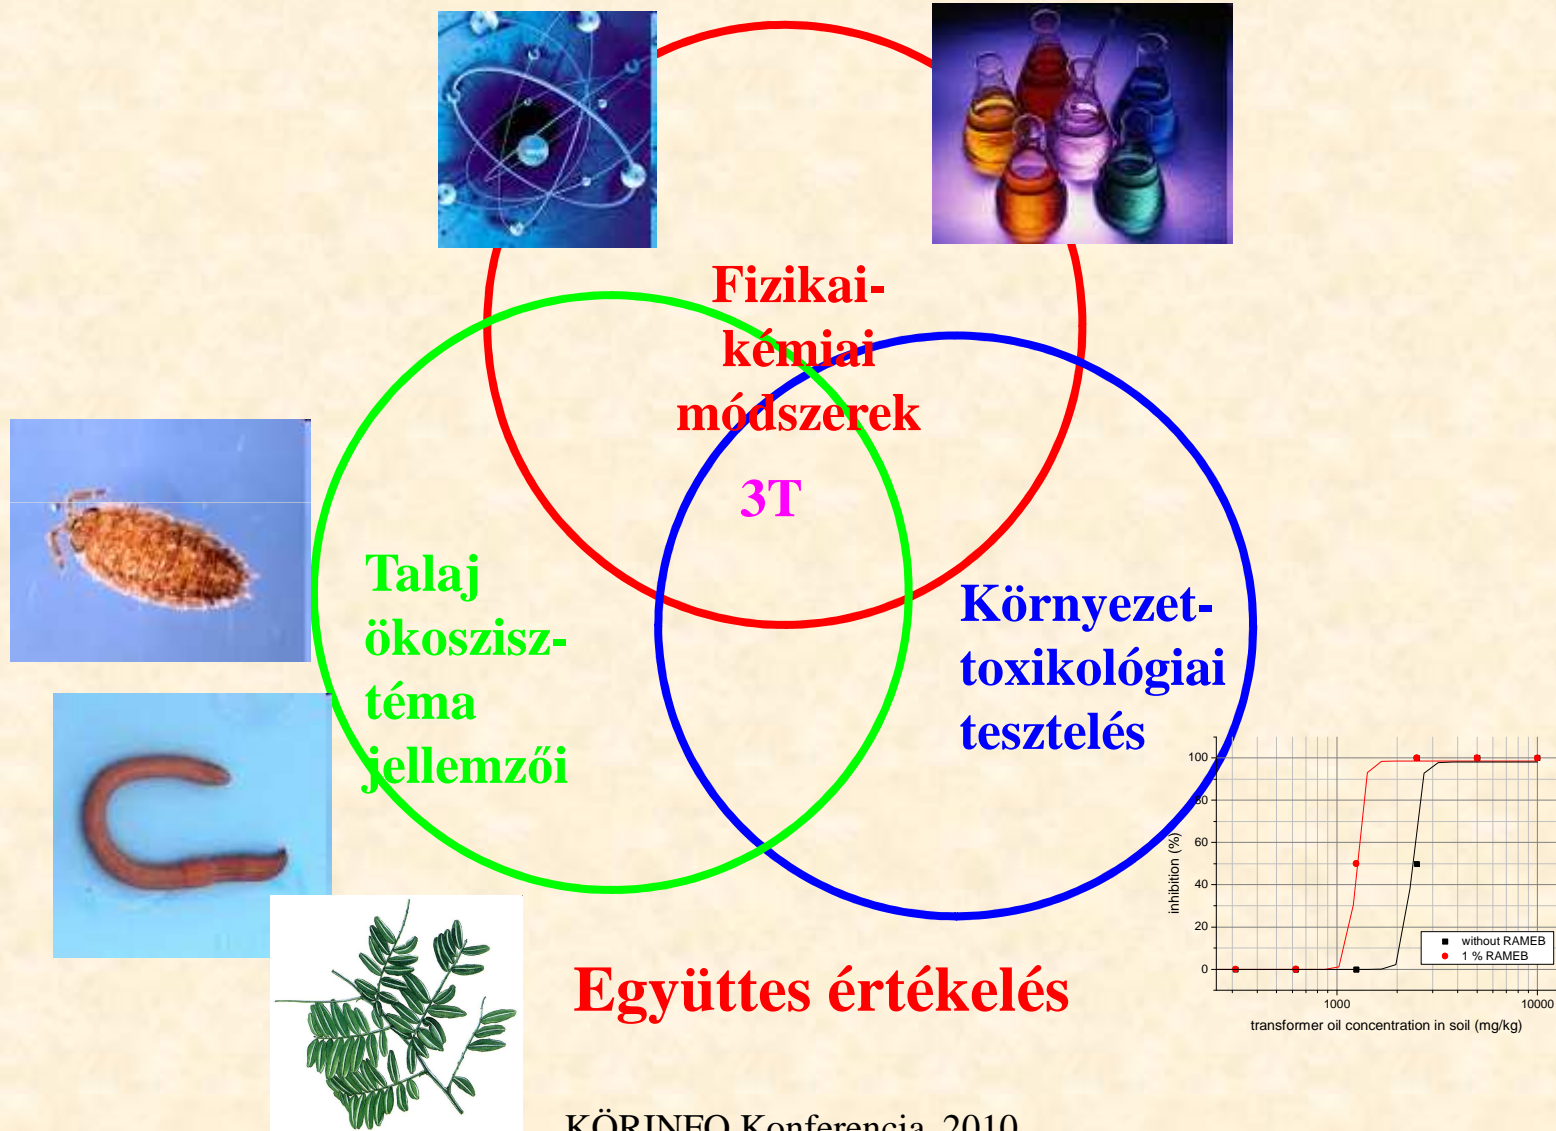 Fizikai-
kémiai
módszerek
3T
Talaj
ökoszisz-
téma
jellemzői
Környezet-
toxikológiai
tesztelés
100
80
60
40
20
0
inhibition (%)
without RAMEB
1 % RAMEB
1000
10000
transformer oil concentration in soil (mg/kg)
Együttes értékelés
KÖRINFO Konferencia, 2010